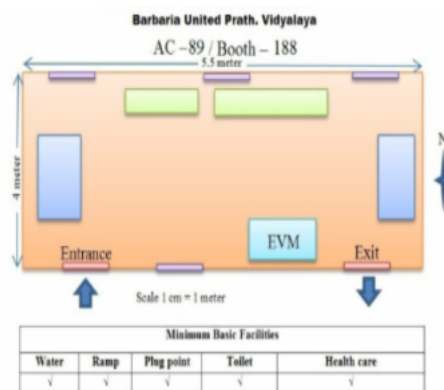 Barbaria United Prath. Vidyalaya
AC – 89 / Booth – 188
5.5 meter
4 meter
N
EVM
Entrance
Exit
Scale 1 cm = 1 meter
Minimum Basic Facilities
Water Ramp Plug point Toilet Health care
√ √ √ √ √